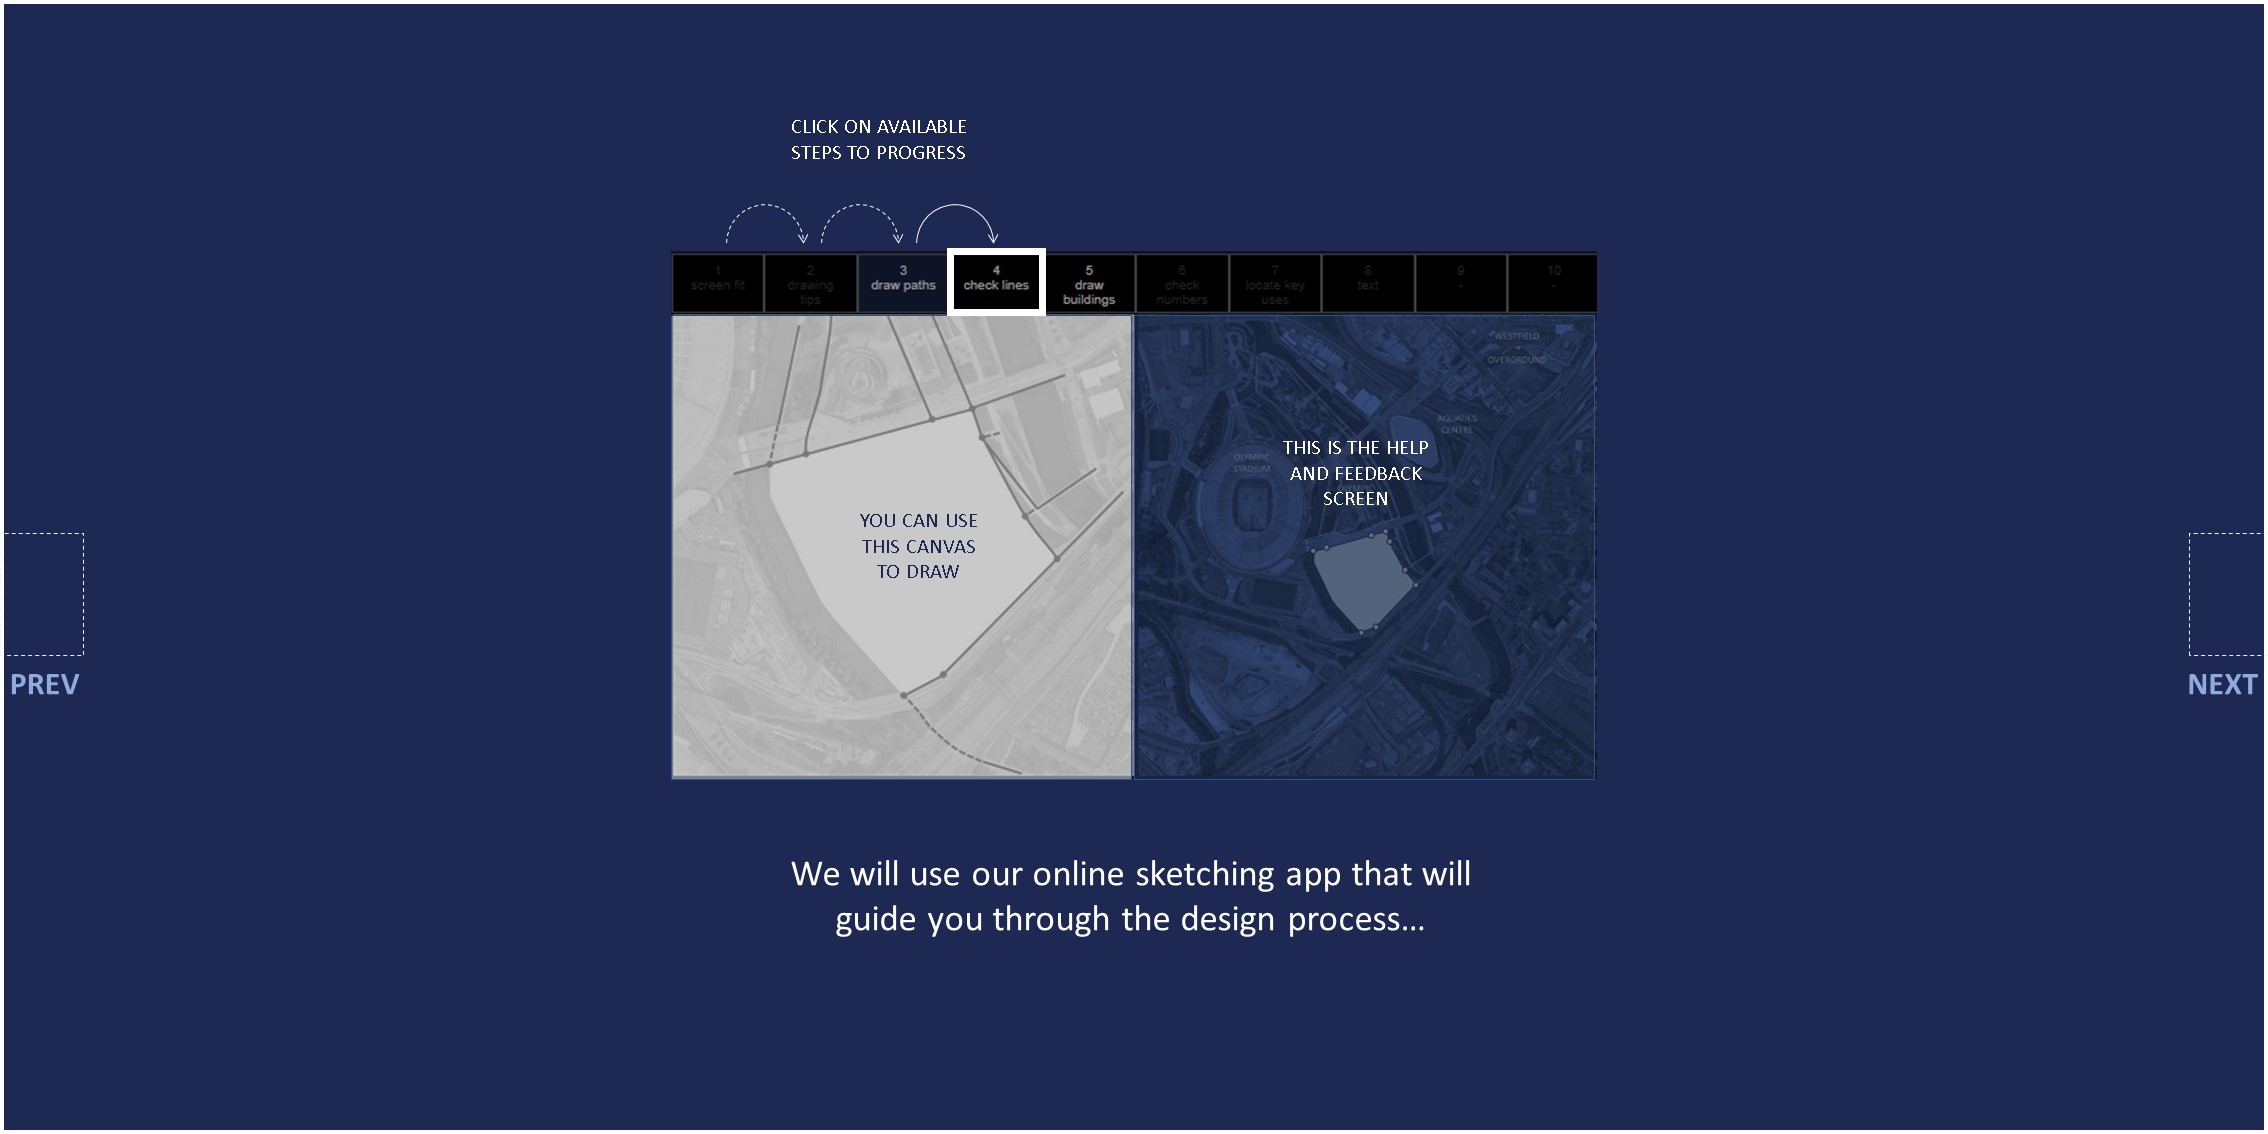 CLICK ON AVAILABLE
STEPS TO PROGRESS
1
screen fit
2
drawing
tips
3
draw paths
4
check lines
5
draw
buildings
6
check
numbers
7
locate key
uses
8
text
9
-
10
-
WESTFIELD
+
OVERGROUND
AQUATICS
CENTRE
OLYMPIC
STADIUM
THIS IS THE HELP
AND FEEDBACK
SCREEN
YOU CAN USE
THIS CANVAS
TO DRAW
PREV
NEXT
We will use our online sketching app that will
guide you through the design process…